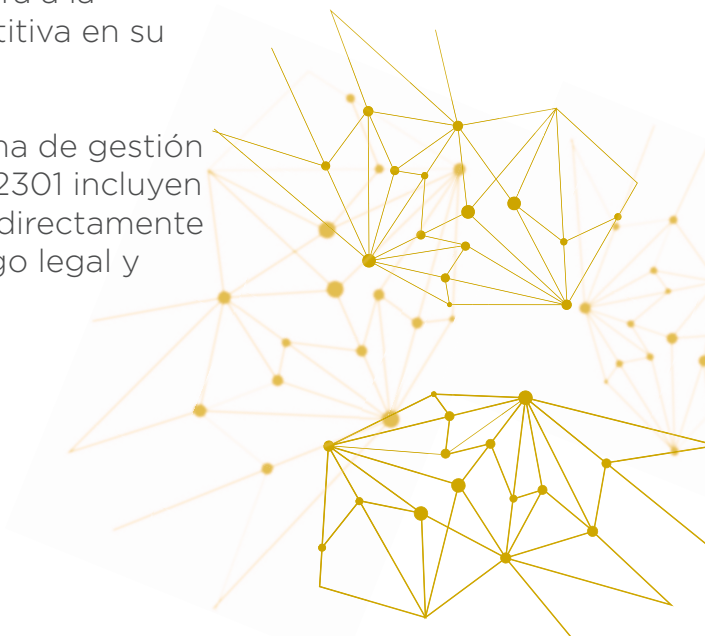 titiva en su
na de gestión
2301 incluyen
directamente
go legal y